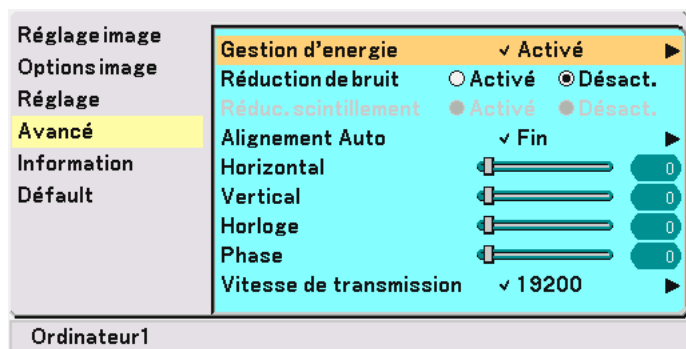 Réglage image
Options image
Réglage
Avancé
Information
Défault
Gestion d'energie ✓ Activé
Réduction de bruit Activé Désact.
Réduc. scintillement Activé Désact.
Alignement Auto ✓ Fin
Horizontal 0
Vertical 0
Horloge 0
Phase 0
Vitesse de transmission ✓ 19200
Ordinateur1